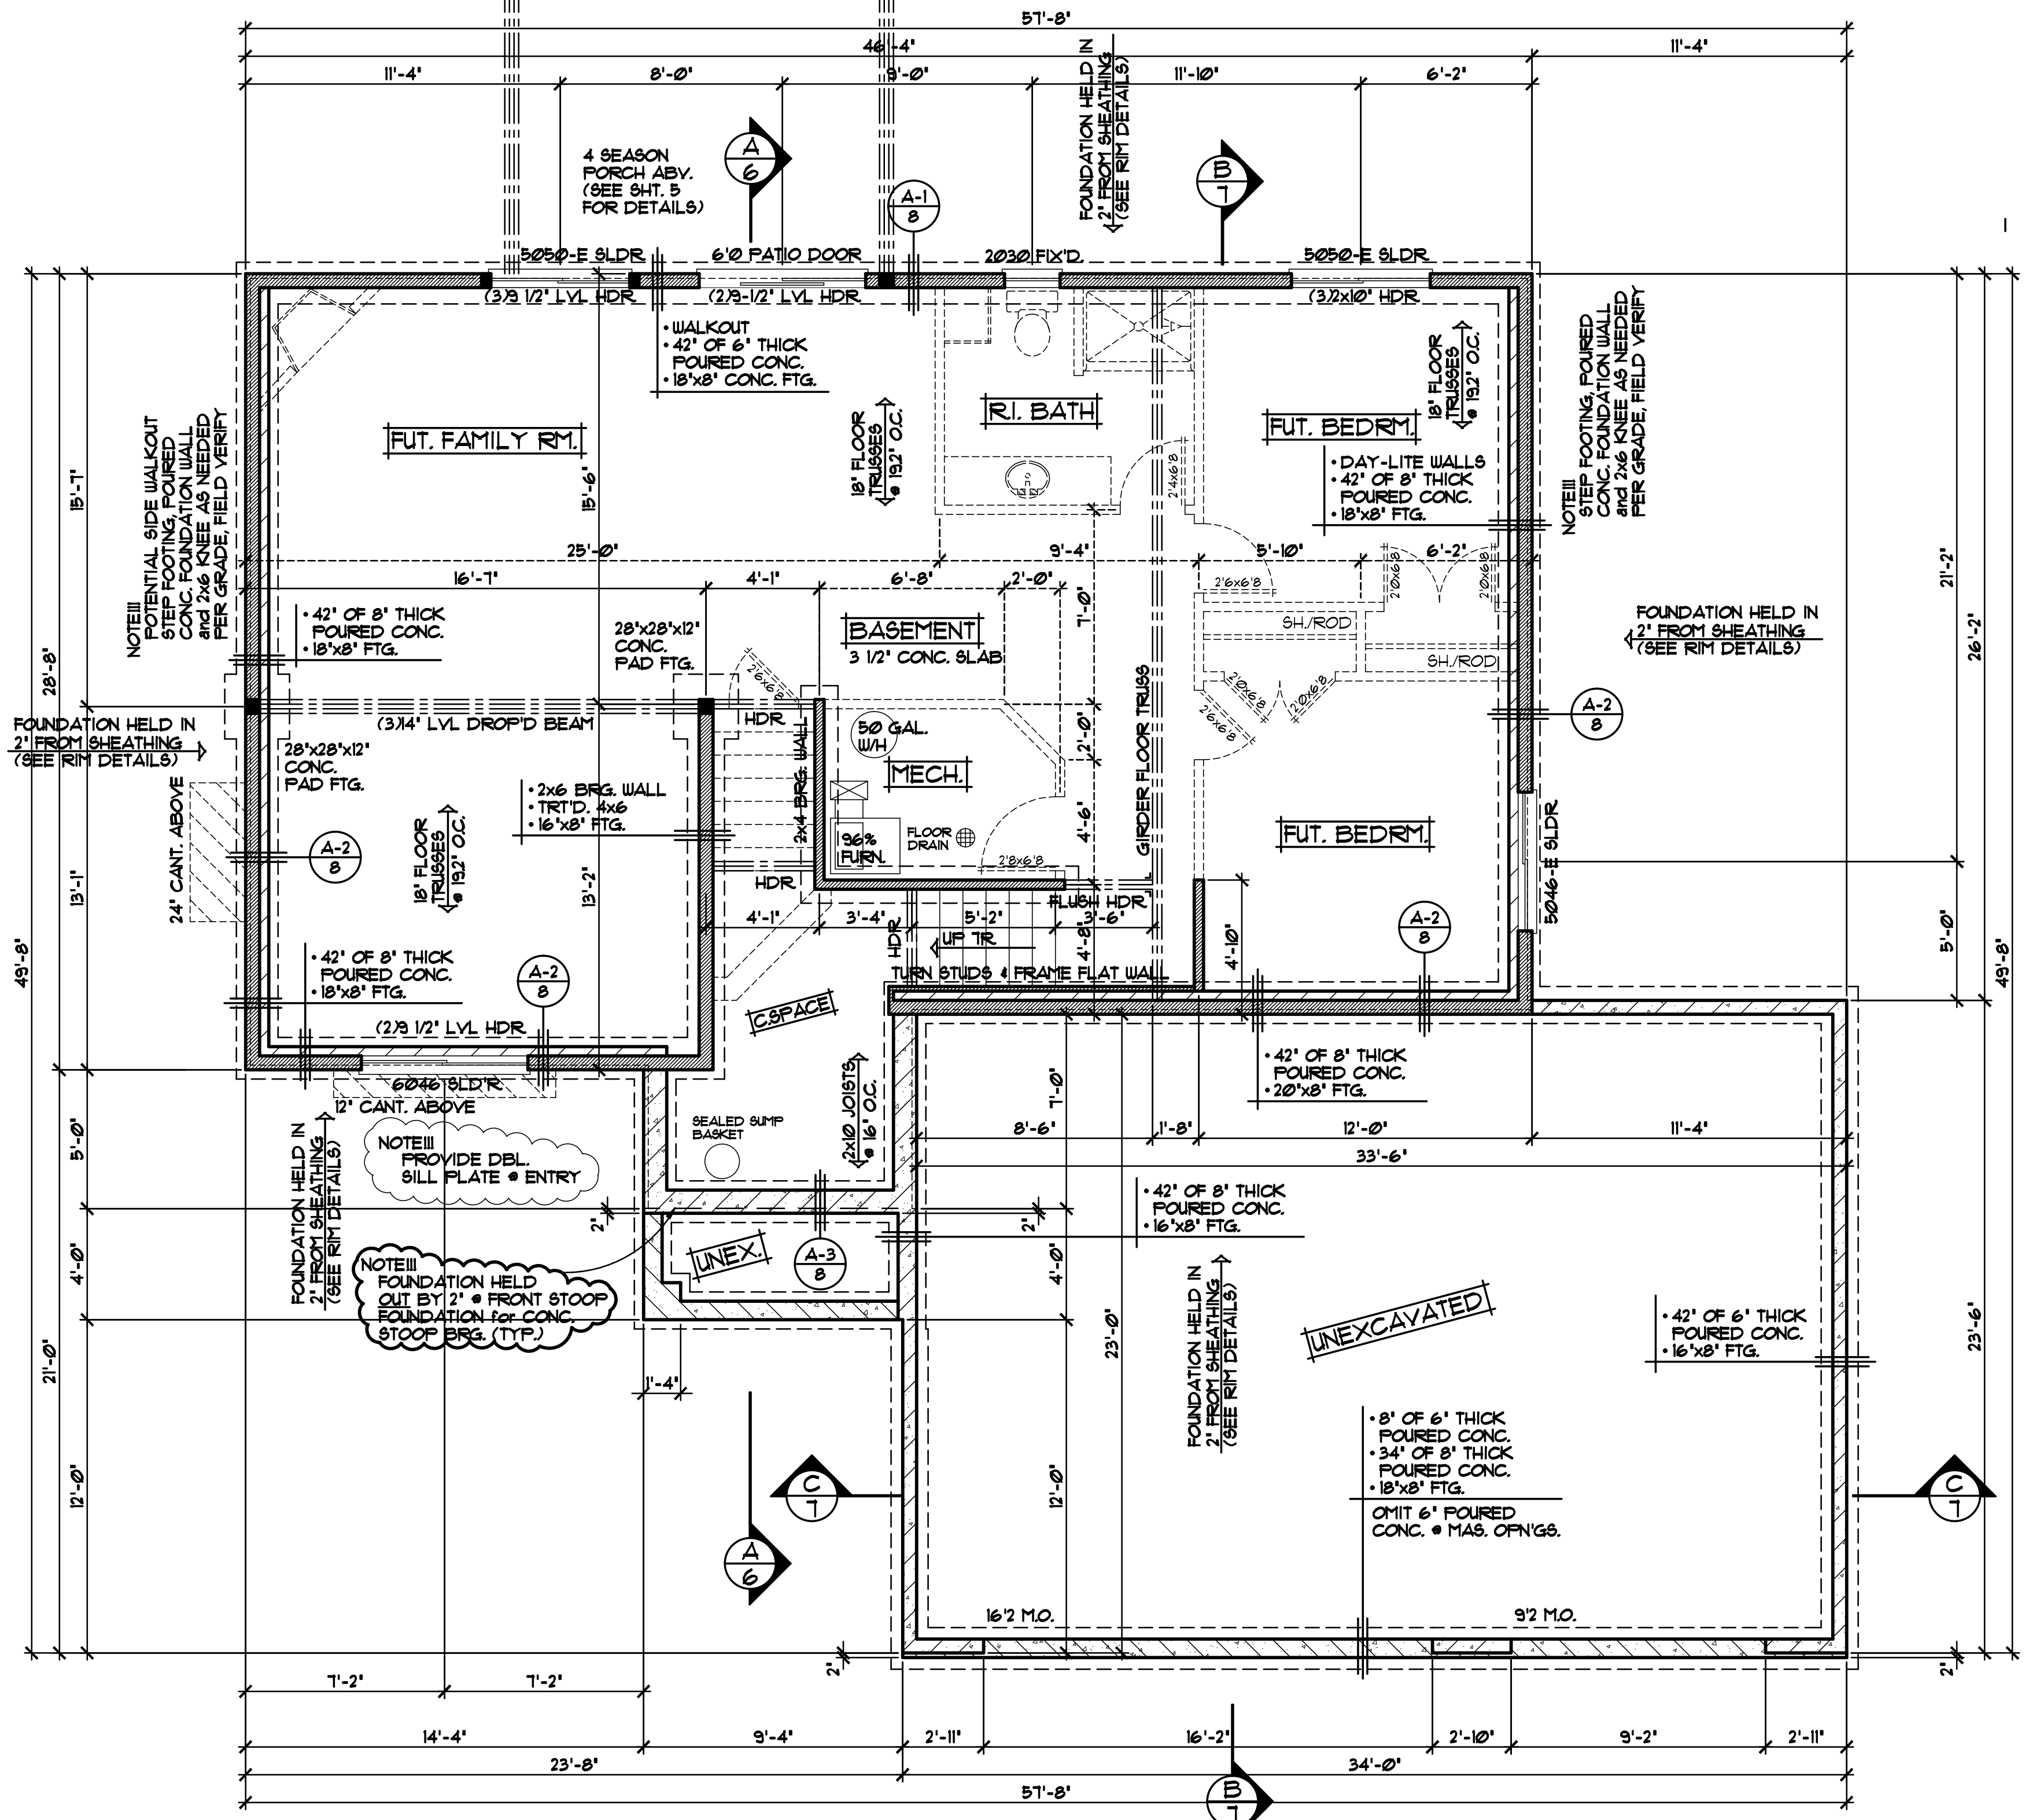 57'-8"
46'-4"
11'-4"
11'-4"
8'-0"
9'-0"
11'-10"
6'-2"
FOUNDATION HELD IN
2" FROM SHEATHING
(SEE RIM DETAILS)
4 SEASON
PORCH ABV.
(SEE SHT. 5
FOR DETAILS)
A
6
A-1
8
B
1
5050-E SLDR.
6'0 PATIO DOOR
2030 FIX'D.
5050-E SLDR.
(3)9 1/2" LVL HDR.
(2)9-1/2" LVL HDR.
(3)2x10" HDR.
• WALKOUT
• 42" OF 6" THICK
POURED CONC.
• 18"x8" CONC. FTG.
18" FLOOR
TRUSSES
@ 19.2" O.C.
18" FLOOR
TRUSSES
@ 19.2" O.C.
R.I. BATH
FUT. FAMILY RM.
FUT. BEDRM.
• DAY-LITE WALLS
• 42" OF 8" THICK
POURED CONC.
• 18"x8" FTG.
NOTE!!!
POTENTIAL SIDE WALKOUT
STEP FOOTING, POURED
CONC. FOUNDATION WALL
and 2x6 KNEE AS NEEDED
PER GRADE, FIELD VERIFY
NOTE!!!
STEP FOOTING, POURED
CONC. FOUNDATION WALL
and 2x6 KNEE AS NEEDED
PER GRADE, FIELD VERIFY
15'-7"
15'-6"
2'4x6'8
21'-2"
26'-2"
28'-8"
49'-8"
25'-0"
9'-4"
5'-10"
6'-2"
16'-7"
4'-1"
6'-8"
2'-0"
7'-0"
2'6x6'8
2'0x6'8
2'0x6'8
• 42" OF 8" THICK
POURED CONC.
• 18"x8" FTG.
28"x28"x12"
CONC.
PAD FTG.
BASEMENT
3 1/2" CONC. SLAB
SH./ROD
SH./ROD
FOUNDATION HELD IN
2" FROM SHEATHING
(SEE RIM DETAILS)
2'6x6'8
2'0x6'8
2'0x6'8
2'6x6'8
GIRDER FLOOR TRUSS
A-2
8
FOUNDATION HELD IN
2" FROM SHEATHING
(SEE RIM DETAILS)
(3)14" LVL DROP'D BEAM
HDR.
28"x28"x12"
CONC.
PAD FTG.
50 GAL.
W/H
2x4 BRG. WALL
2'-0"
MECH.
24" CANT. ABOVE
• 2x6 BRG. WALL
• TRT'D. 4x6
• 16"x8" FTG.
18" FLOOR
TRUSSES
@ 19.2" O.C.
A-2
8
13'-1"
13'-2"
96%
FURN.
FLOOR
DRAIN
2'8x6'8
4'-6"
FUT. BEDRM.
5046-E SLDR.
HDR.
FLUSH HDR.
4'-1"
3'-4"
5'-2"
3'-6"
HDR.
UP TR.
4'-8"
4'-10"
A-2
8
5'-0"
49'-8"
TURN STUDS & FRAME FLAT WALL
• 42" OF 8" THICK
POURED CONC.
• 18"x8" FTG.
A-2
8
C.SPACE
(2)9 1/2" LVL HDR.
6046 SLD'R.
12" CANT. ABOVE
• 42" OF 8" THICK
POURED CONC.
• 20"x8" FTG.
2x10 JOISTS
@ 16" O.C.
SEALED SUMP
BASKET
7'-0"
8'-6"
1'-8"
12'-0"
11'-4"
33'-6"
5'-0"
FOUNDATION HELD IN
2" FROM SHEATHING
(SEE RIM DETAILS)
NOTE!!!
PROVIDE DBL.
SILL PLATE @ ENTRY
• 42" OF 8" THICK
POURED CONC.
• 16"x8" FTG.
2"
2"
UNEX.
A-3
8
4'-0"
4'-0"
NOTE!!!
FOUNDATION HELD
OUT BY 2" @ FRONT STOOP
FOUNDATION for CONC.
STOOP BRG. (TYP.)
FOUNDATION HELD IN
2" FROM SHEATHING
(SEE RIM DETAILS)
UNEXCAVATED
• 42" OF 6" THICK
POURED CONC.
• 16"x8" FTG.
23'-0"
23'-6"
21'-0"
1'-4"
12'-0"
12'-0"
• 8" OF 6" THICK
POURED CONC.
• 34" OF 8" THICK
POURED CONC.
• 18"x8" FTG.
OMIT 6" POURED
CONC. @ MAS. OPN'GS.
C
1
C
1
A
6
16'2 M.O.
9'2 M.O.
2"
2"
7'-2"
7'-2"
14'-4"
9'-4"
2'-11"
16'-2"
2'-10"
9'-2"
2'-11"
23'-8"
34'-0"
57'-8"
B
1